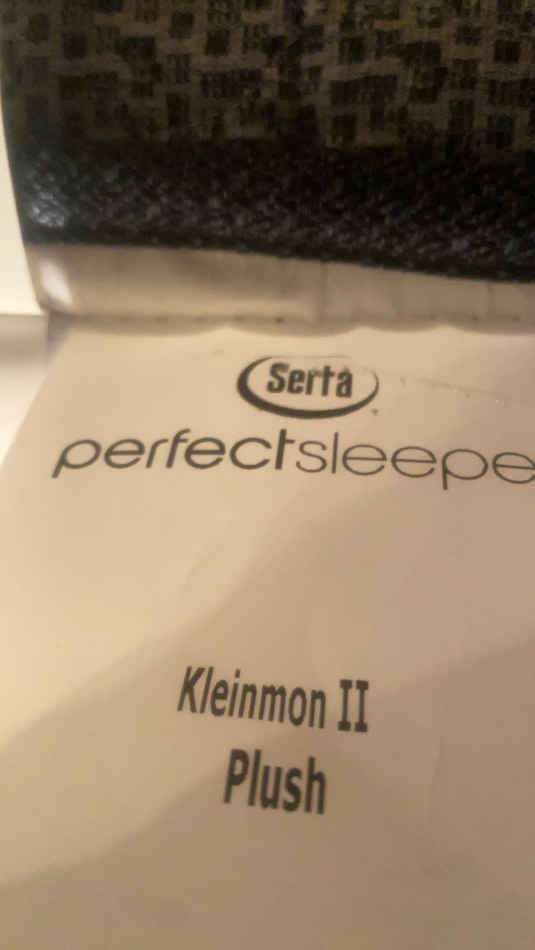 Serta
perfectsleepe
Kleinmon II
Plush